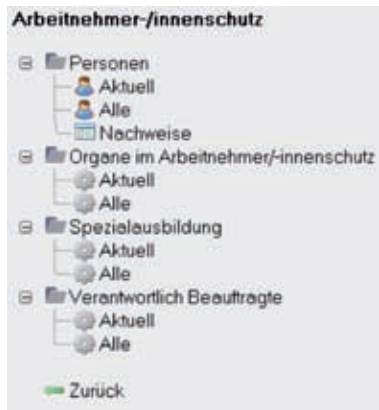 Arbeitnehmer-/innenschutz
Personen
Aktuell
Alle
Nachweise
Organe im Arbeitnehmer/-innenschutz
Aktuell
Alle
Spezialausbildung
Aktuell
Alle
Verantwortlich Beauftragte
Aktuell
Alle
Zurück